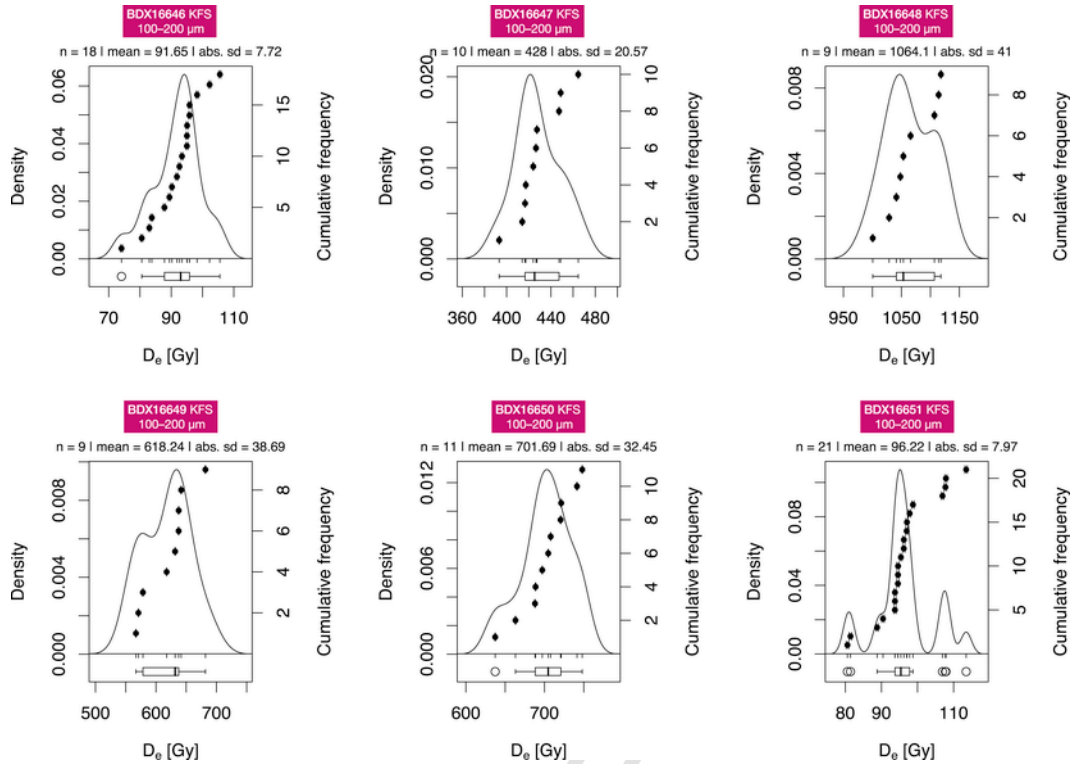 BDX16646 KFS
100–200 µm
n = 18 | mean = 91.65 | abs. sd = 7.72
0.00 0.02 0.04 0.06
Density
5 10 15
Cumulative frequency
70 90 110
De [Gy]
BDX16647 KFS
100–200 µm
n = 10 | mean = 428 | abs. sd = 20.57
0.000 0.010 0.020
Density
2 4 6 8 10
Cumulative frequency
360 400 440 480
De [Gy]
BDX16648 KFS
100–200 µm
n = 9 | mean = 1064.1 | abs. sd = 41
0.000 0.004 0.008
Density
2 4 6 8
Cumulative frequency
950 1050 1150
De [Gy]
BDX16649 KFS
100–200 µm
n = 9 | mean = 618.24 | abs. sd = 38.69
0.000 0.004 0.008
Density
2 4 6 8
Cumulative frequency
500 600 700
De [Gy]
BDX16650 KFS
100–200 µm
n = 11 | mean = 701.69 | abs. sd = 32.45
0.000 0.006 0.012
Density
2 4 6 8 10
Cumulative frequency
600 700
De [Gy]
BDX16651 KFS
100–200 µm
n = 21 | mean = 96.22 | abs. sd = 7.97
0.00 0.04 0.08
Density
5 10 15 20
Cumulative frequency
80 90 110
De [Gy]